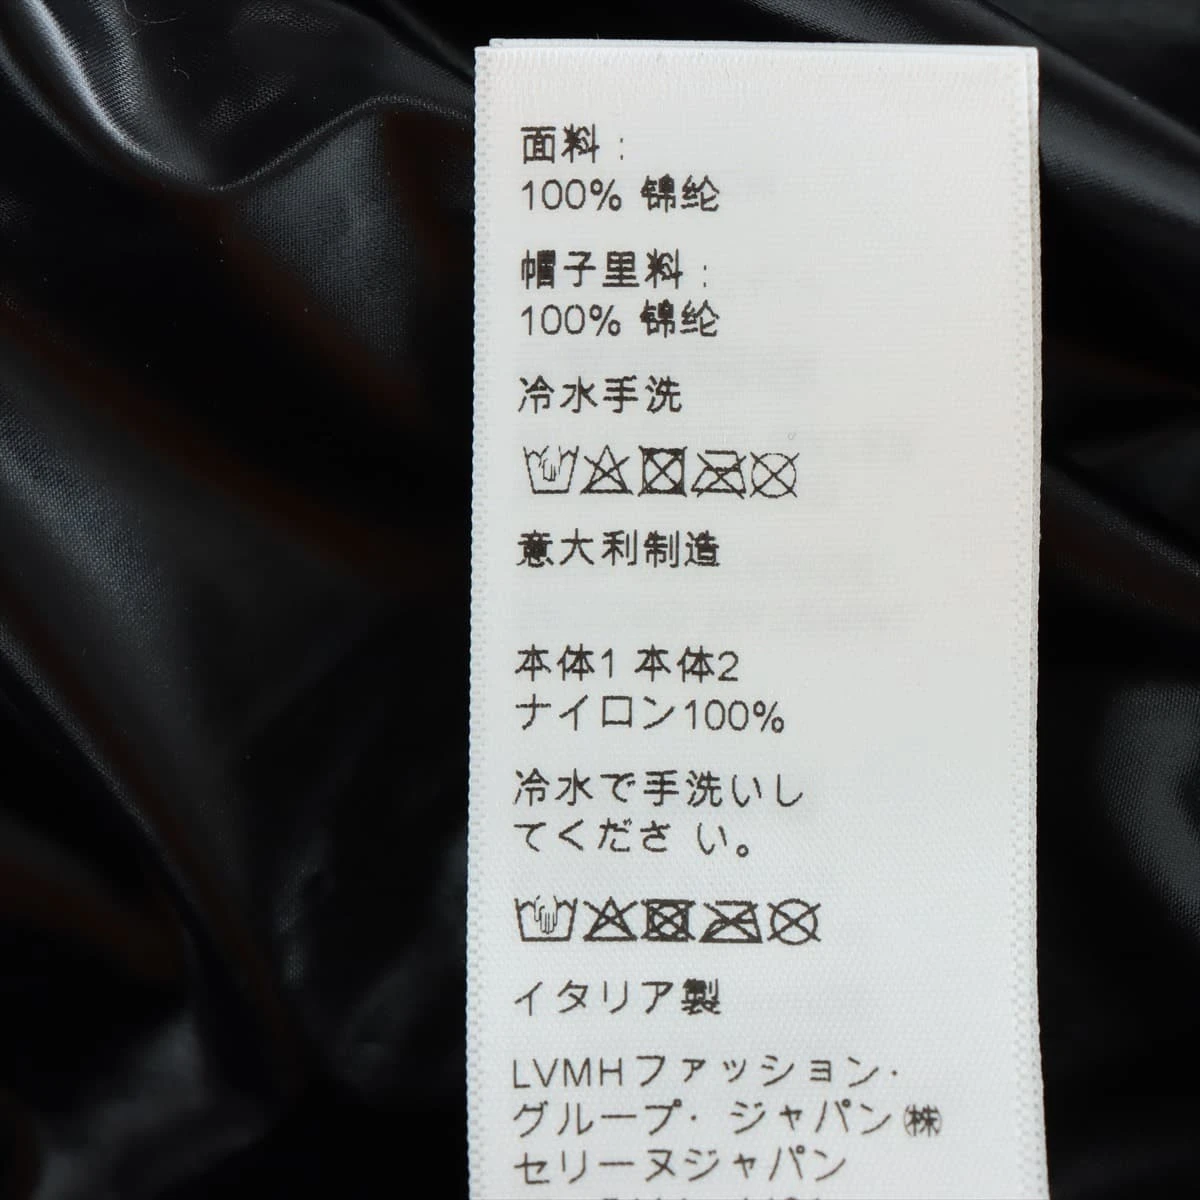 面料：
100% 锦纶
帽子里料：
100% 锦纶
冷水手洗
意大利制造
本体1 本体2
ナイロン100%
冷水で手洗いし
てくださ い。
イタリア製
LVMHファッション・
グループ・ジャパン㈱
セリーヌジャパン